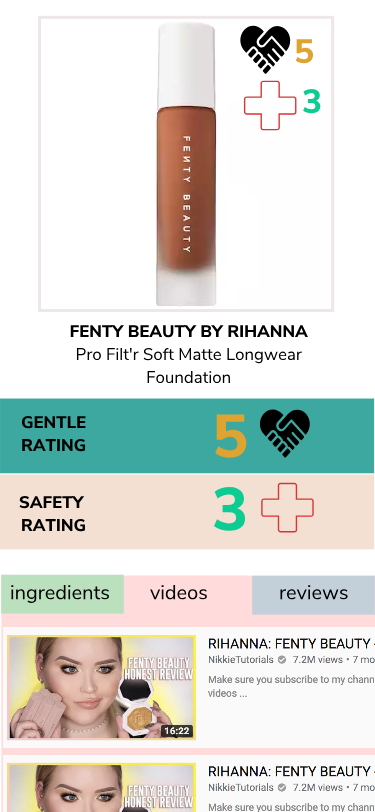 5
3
FENTY BEAUTY
FENTY BEAUTY BY RIHANNA
Pro Filt'r Soft Matte Longwear
Foundation
GENTLE
RATING
5
SAFETY
RATING
3
ingredients
videos
reviews
FENTY BEAUTY
HONEST REVIEW
16:22
RIHANNA: FENTY BEAUTY
NikkieTutorials 7.2M views • 7 mo
Make sure you subscribe to my chann
videos ...
FENTY BEAUTY
HONEST REVIEW
RIHANNA: FENTY BEAUTY
NikkieTutorials 7.2M views • 7 mo
Make sure you subscribe to my chann